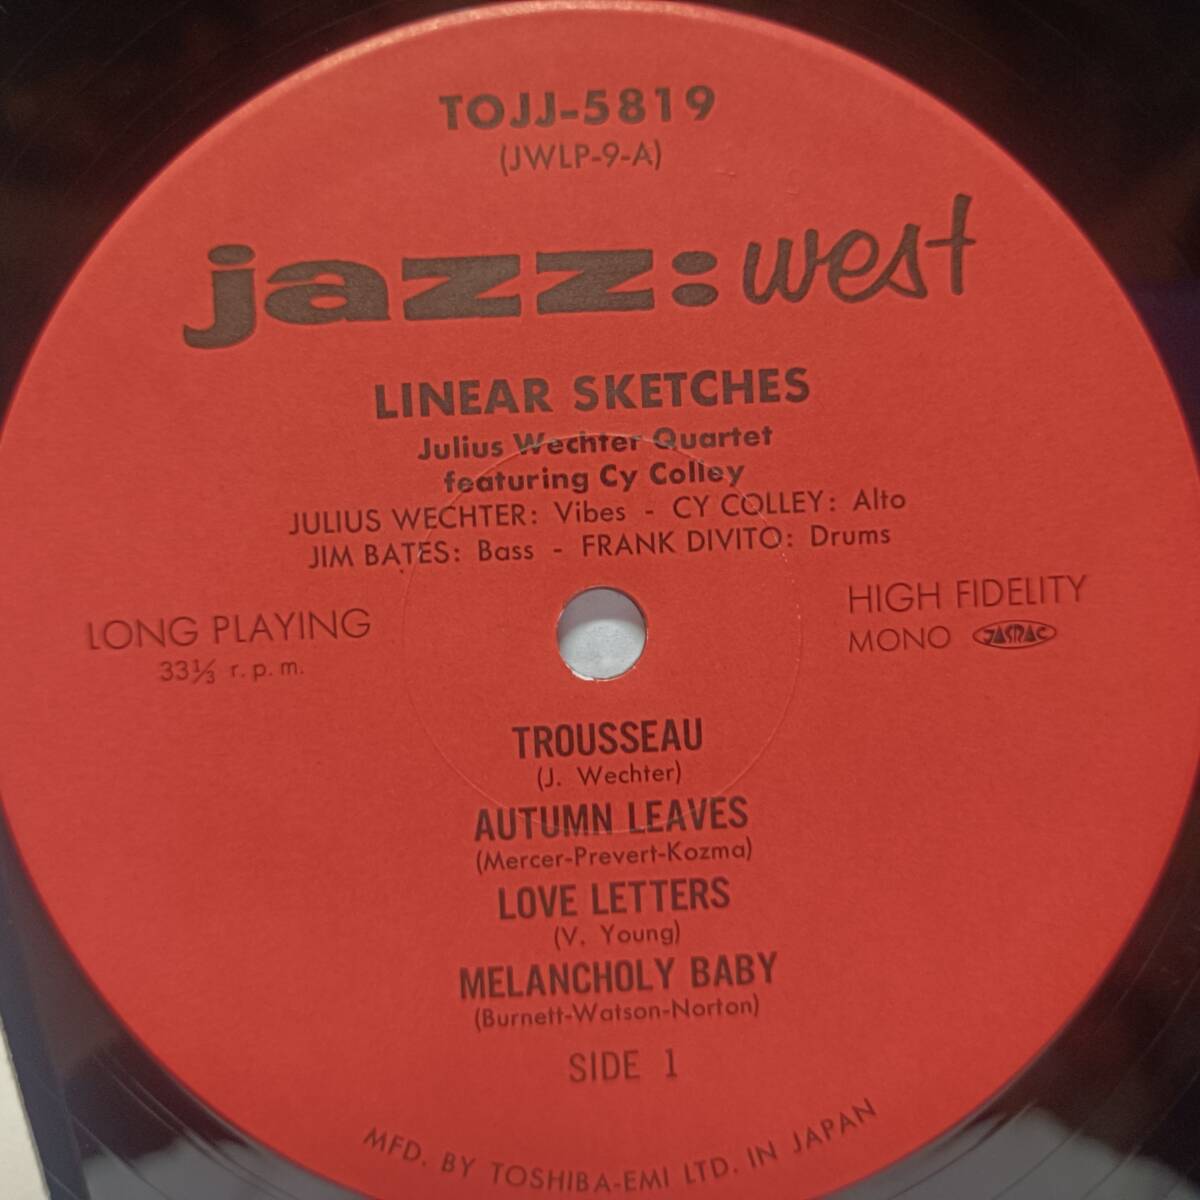 TOJJ-5819
(JWLP-9-A)
jazz: west
LINEAR SKETCHES
Julius Wechter Quartet
featuring Cy Colley
JULIUS WECHTER: Vibes - CY COLLEY: Alto
JIM BATES: Bass - FRANK DIVITO: Drums
LONG PLAYING
33⅓ r.p.m.
HIGH FIDELITY
MONO JASRAC
TROUSSEAU
(J. Wechter)
AUTUMN LEAVES
(Mercer-Prevert-Kozma)
LOVE LETTERS
(V. Young)
MELANCHOLY BABY
(Burnett-Watson-Norton)
SIDE 1
MFD. BY TOSHIBA-EMI LTD. IN JAPAN